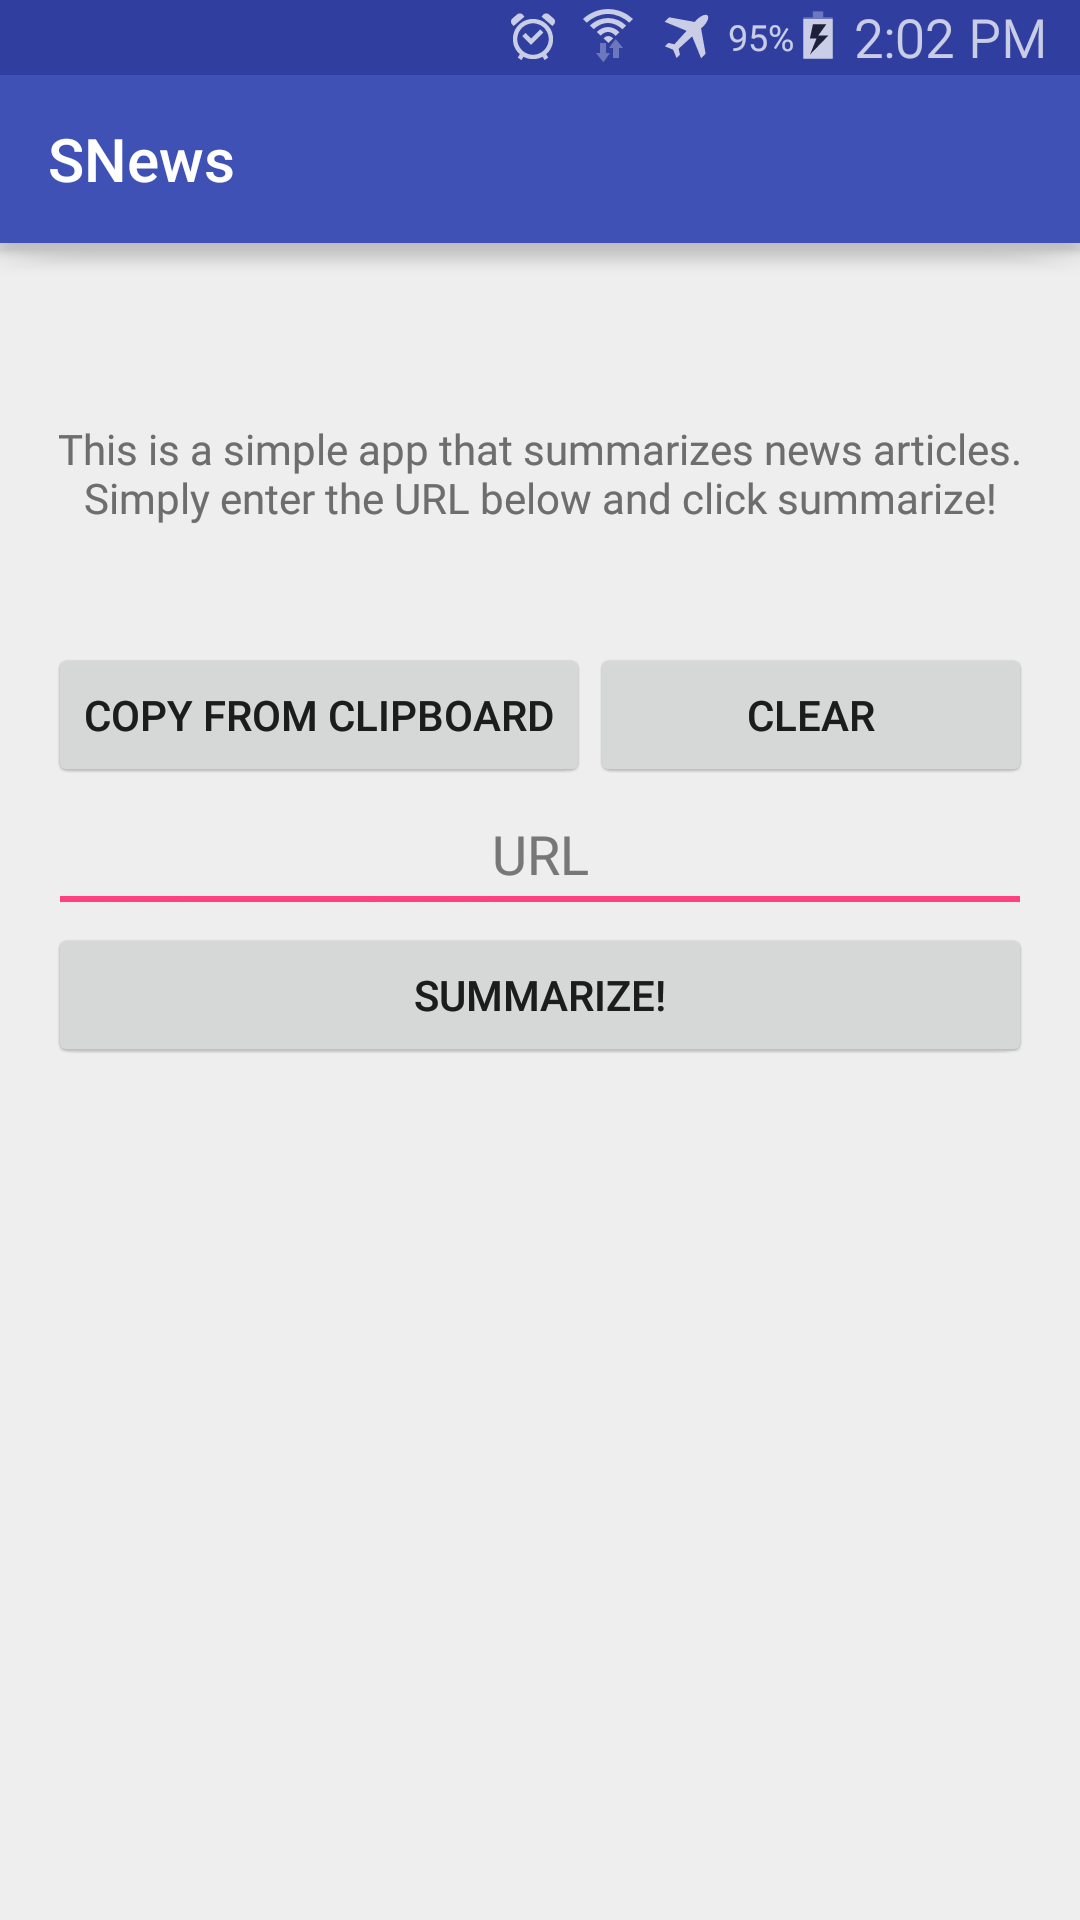 95% 2:02 PM
SNews
This is a simple app that summarizes news articles.
Simply enter the URL below and click summarize!
COPY FROM CLIPBOARD CLEAR
URL
SUMMARIZE!